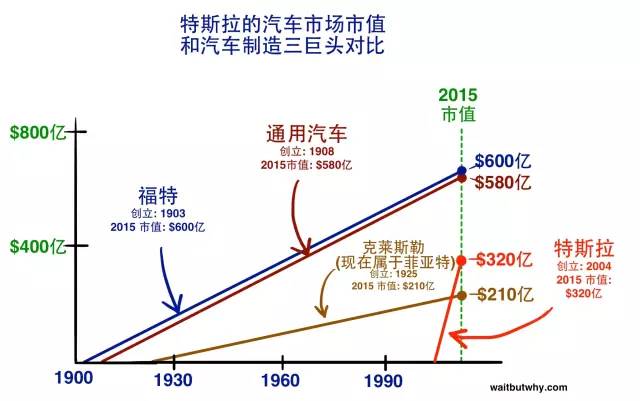 特斯拉的汽车市场市值
和汽车制造三巨头对比
2015
市值
$800亿
通用汽车
创立: 1908
2015市值: $580亿
$600亿
$580亿
福特
创立: 1903
2015 市值: $600亿
$400亿
克莱斯勒
(现在属于菲亚特)
创立: 1925
2015 市值: $210亿
$320亿
特斯拉
创立: 2004
2015 市值:
$320亿
$210亿
1900
1930
1960
1990
waitbutwhy.com